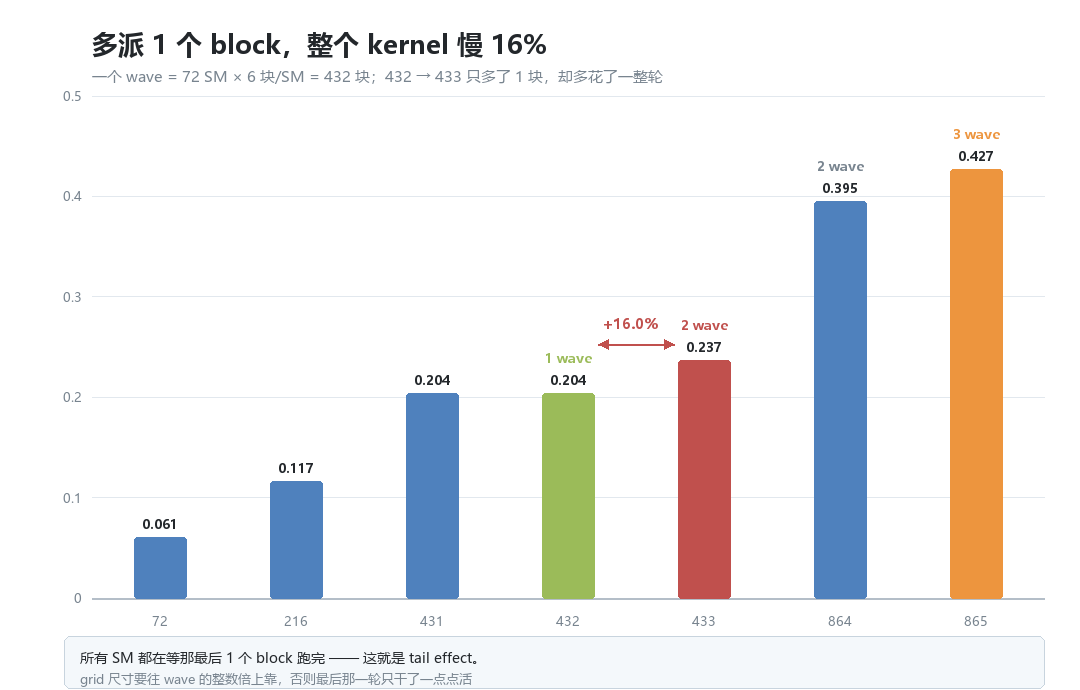 多派 1 个 block，整个 kernel 慢 16%
一个 wave = 72 SM × 6 块/SM = 432 块；432 → 433 只多了 1 块，却多花了一整轮
0.5
3 wave
0.427
2 wave
0.395
0.4
0.3
+16.0%
2 wave
0.237
1 wave
0.204
0.204
0.2
0.117
0.1
0.061
0
72 216 431 432 433 864 865
所有 SM 都在等那最后 1 个 block 跑完 —— 这就是 tail effect。
grid 尺寸要往 wave 的整数倍上靠，否则最后那一轮只干了一点点活